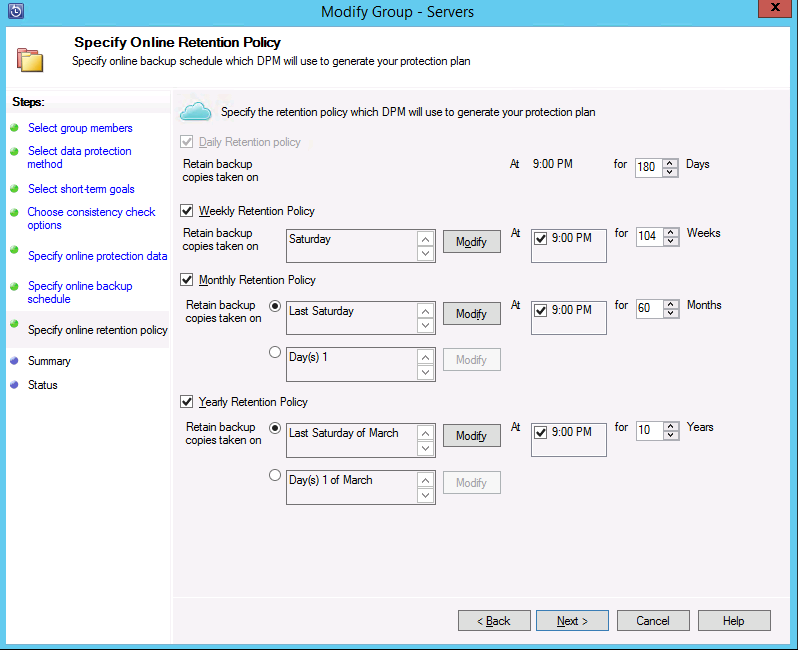 Modify Group - Servers
x
Specify Online Retention Policy
Specify online backup schedule which DPM will use to generate your protection plan
Steps:
Select group members
Select data protection
method
Select short-term goals
Choose consistency check
options
Specify online protection data
Specify online backup
schedule
Specify online retention policy
Summary
Status
Specify the retention policy which DPM will use to generate your protection plan
Daily Retention policy
Retain backup
copies taken on
At 9:00 PM for 180 Days
Weekly Retention Policy
Retain backup
copies taken on
Saturday Modify At 9:00 PM for 104 Weeks
Monthly Retention Policy
Retain backup
copies taken on
Last Saturday Modify At 9:00 PM for 60 Months
Day(s) 1 Modify
Yearly Retention Policy
Retain backup
copies taken on
Last Saturday of March Modify At 9:00 PM for 10 Years
Day(s) 1 of March Modify
< Back Next > Cancel Help